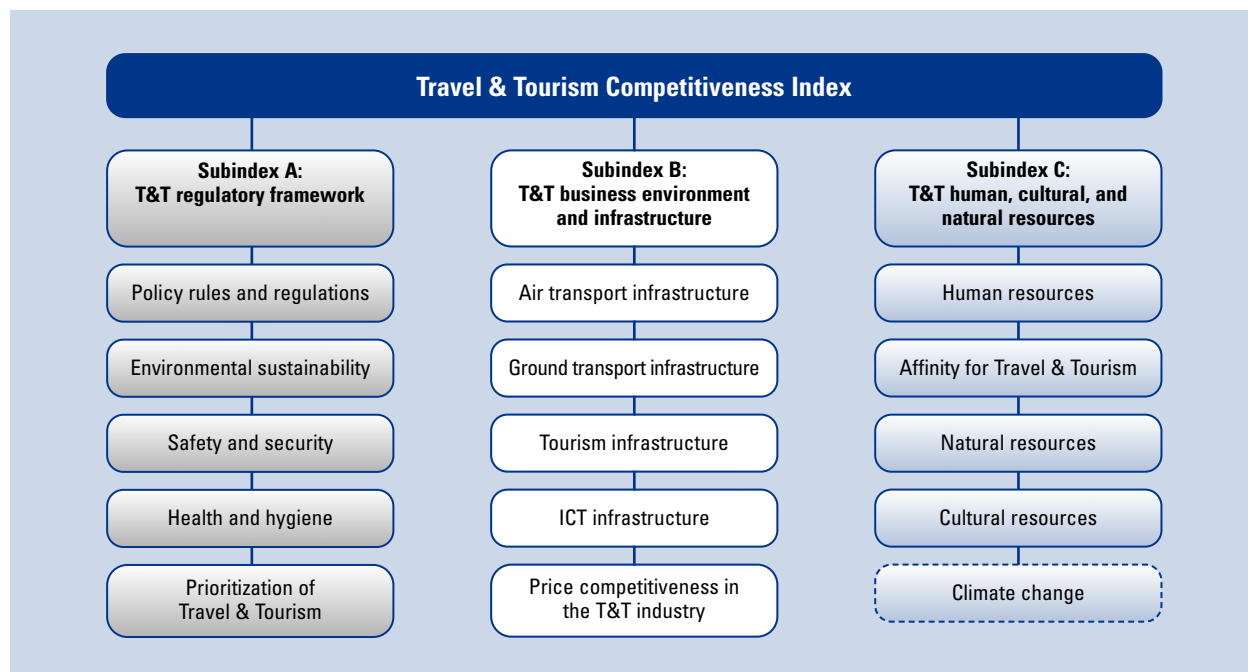 Travel & Tourism Competitiveness Index
Subindex A:
T&T regulatory framework
Policy rules and regulations
Environmental sustainability
Safety and security
Health and hygiene
Prioritization of
Travel & Tourism
Subindex B:
T&T business environment
and infrastructure
Air transport infrastructure
Ground transport infrastructure
Tourism infrastructure
ICT infrastructure
Price competitiveness in
the T&T industry
Subindex C:
T&T human, cultural, and
natural resources
Human resources
Affinity for Travel & Tourism
Natural resources
Cultural resources
Climate change